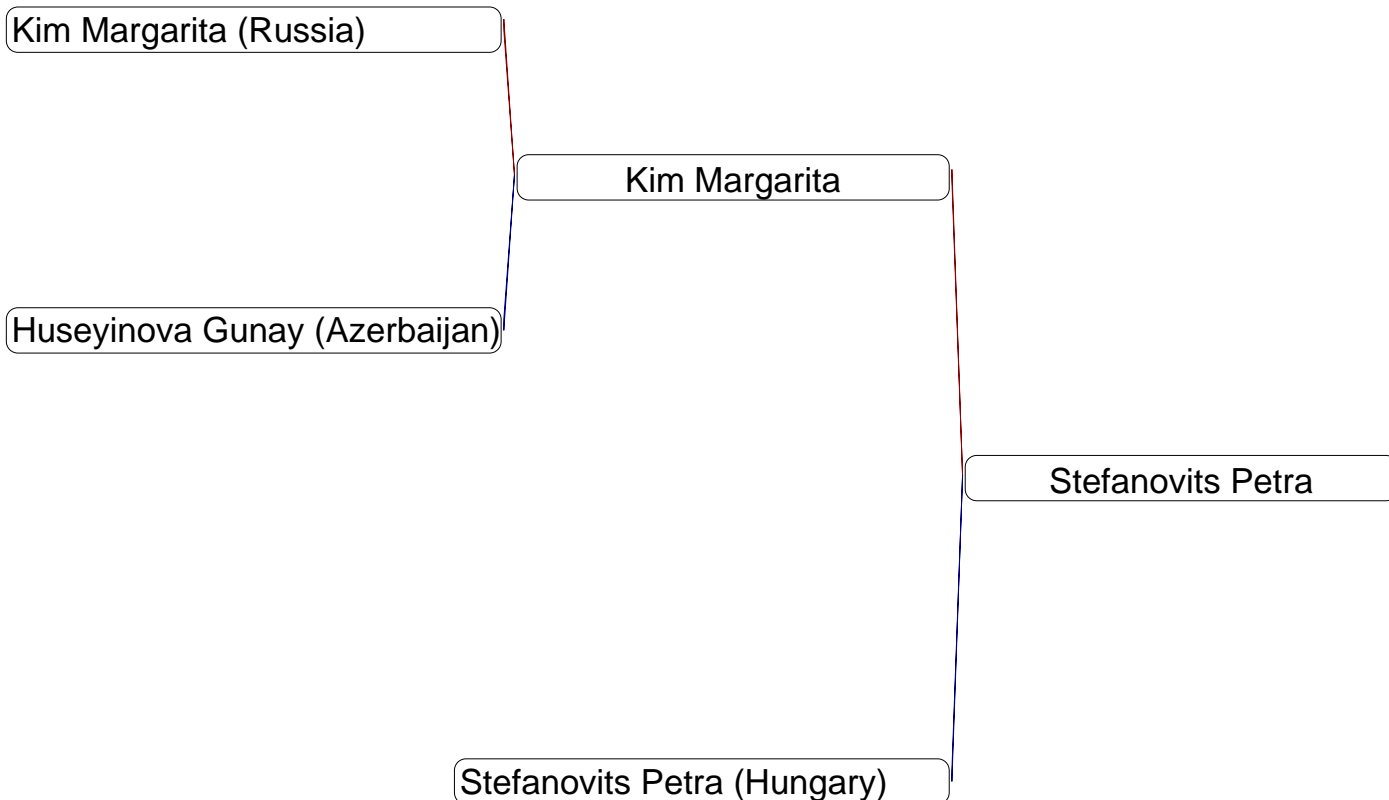 Kim Margarita (Russia)
Kim Margarita
Huseyinova Gunay (Azerbaijan)
Stefanovits Petra
Stefanovits Petra (Hungary)